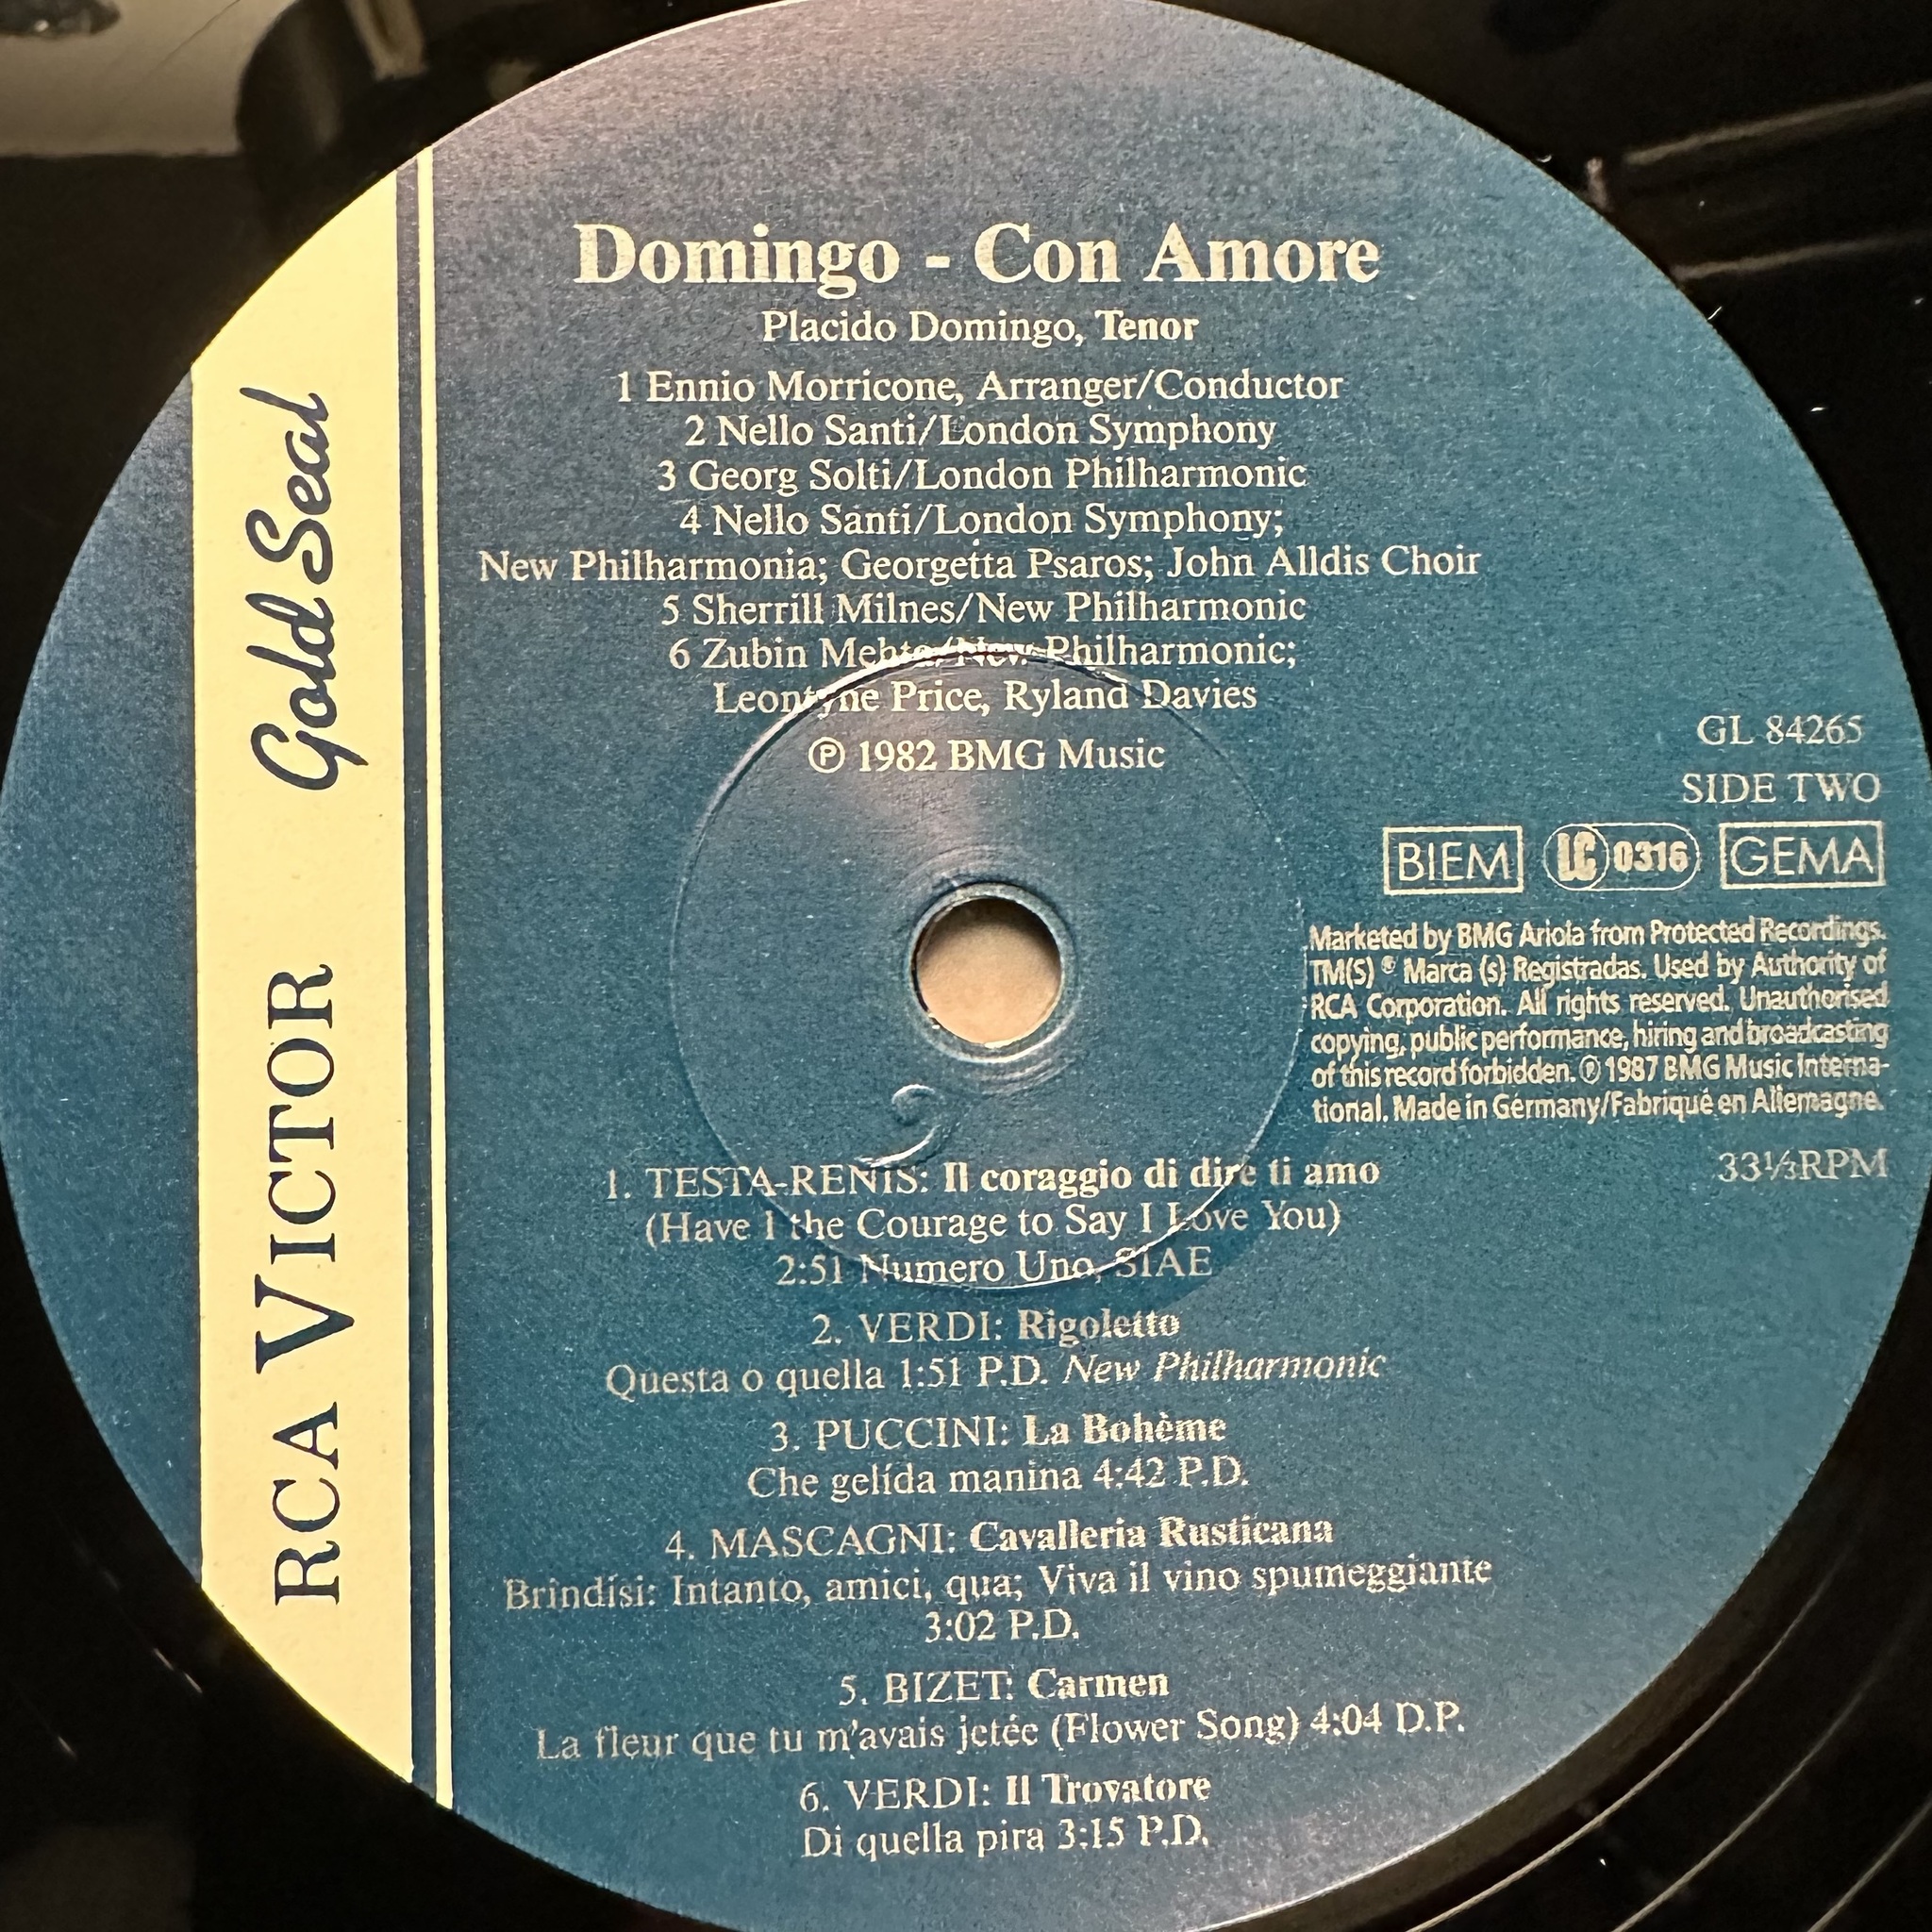 Domingo - Con Amore
Placido Domingo, Tenor
1 Ennio Morricone, Arranger/Conductor
2 Nello Santi/London Symphony
3 Georg Solti/London Philharmonic
4 Nello Santi/London Symphony;
New Philharmonia; Georgetta Psaros; John Alldis Choir
5 Sherrill Milnes/New Philharmonic
6 Zubin Mehta/New Philharmonic;
Leontyne Price, Ryland Davies
℗ 1982 BMG Music
RCA VICTOR Gold Seal
GL 84265
SIDE TWO
BIEM LC 0316 GEMA
Marketed by BMG Ariola from Protected Recordings.
TM(S) ® Marca (s) Registradas. Used by Authority of
RCA Corporation. All rights reserved. Unauthorised
copying, public performance, hiring and broadcasting
of this record forbidden. ℗ 1987 BMG Music Interna-
tional. Made in Germany/Fabriqué en Allemagne.
33⅓RPM
1. TESTA-RENIS: Il coraggio di dire ti amo
(Have I the Courage to Say I Love You)
2:51 Numero Uno, SIAE
2. VERDI: Rigoletto
Questa o quella 1:51 P.D. New Philharmonic
3. PUCCINI: La Bohème
Che gelída manina 4:42 P.D.
4. MASCAGNI: Cavalleria Rusticana
Brindisi: Intanto, amici, qua; Viva il vino spumeggiante
3:02 P.D.
5. BIZET: Carmen
La fleur que tu m'avais jetée (Flower Song) 4:04 D.P.
6. VERDI: Il Trovatore
Di quella pira 3:15 P.D.